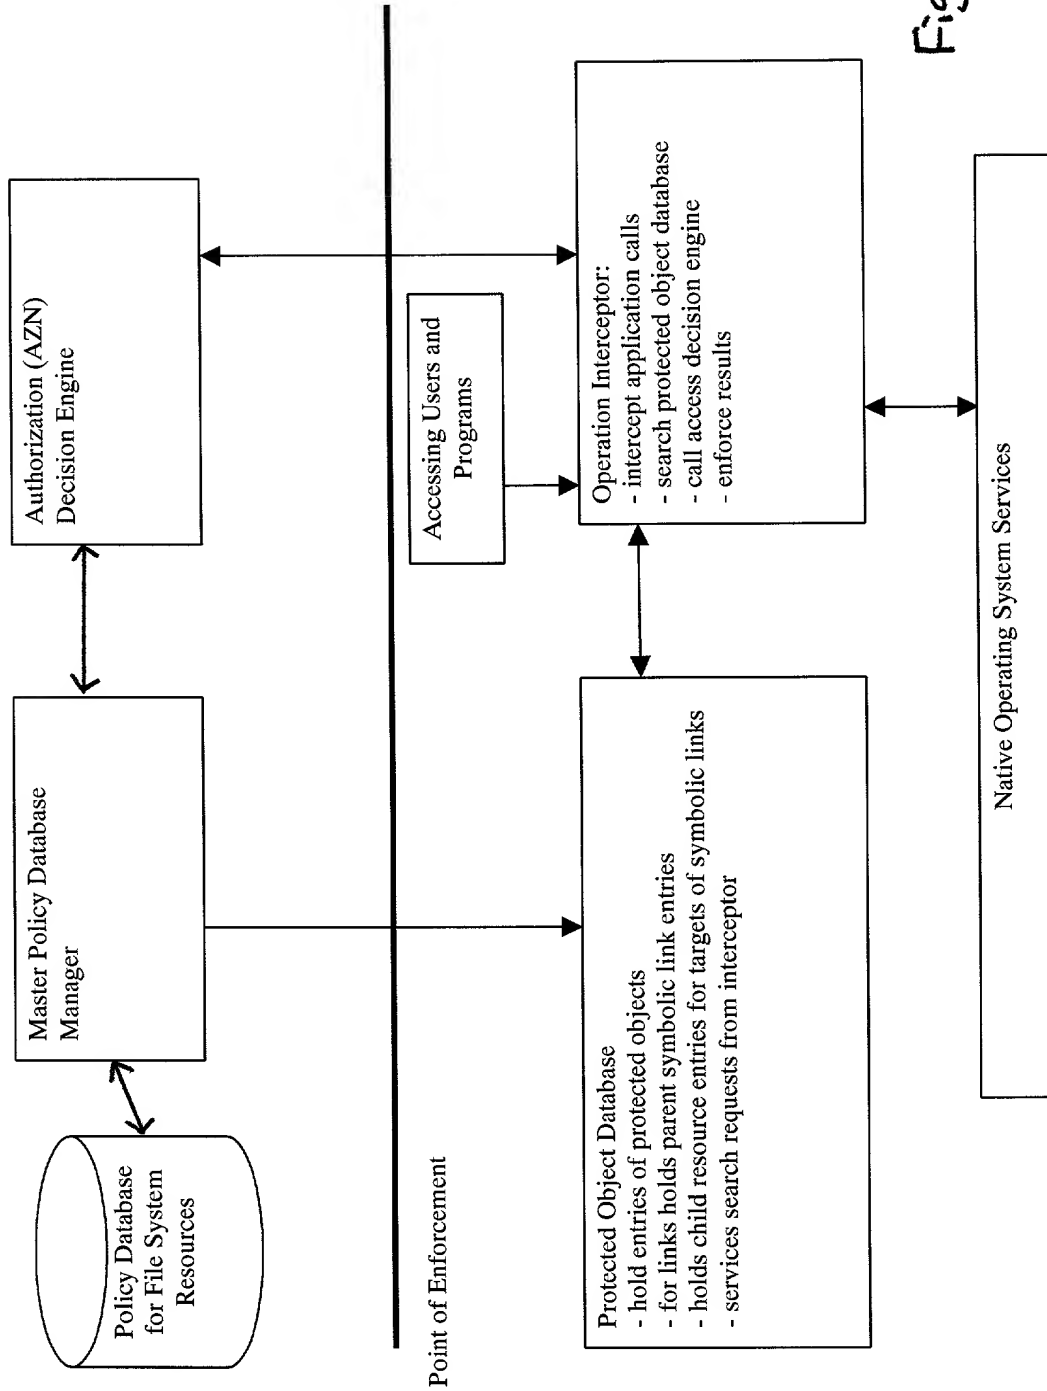 Policy Database
for File System
Resources
Master Policy Database
Manager
Authorization (AZN)
Decision Engine
Point of Enforcement
Accessing Users and
Programs
Protected Object Database
- hold entries of protected objects
- for links holds parent symbolic link entries
- holds child resource entries for targets of symbolic links
- services search requests from interceptor
Operation Interceptor:
- intercept application calls
- search protected object database
- call access decision engine
- enforce results
Native Operating System Services